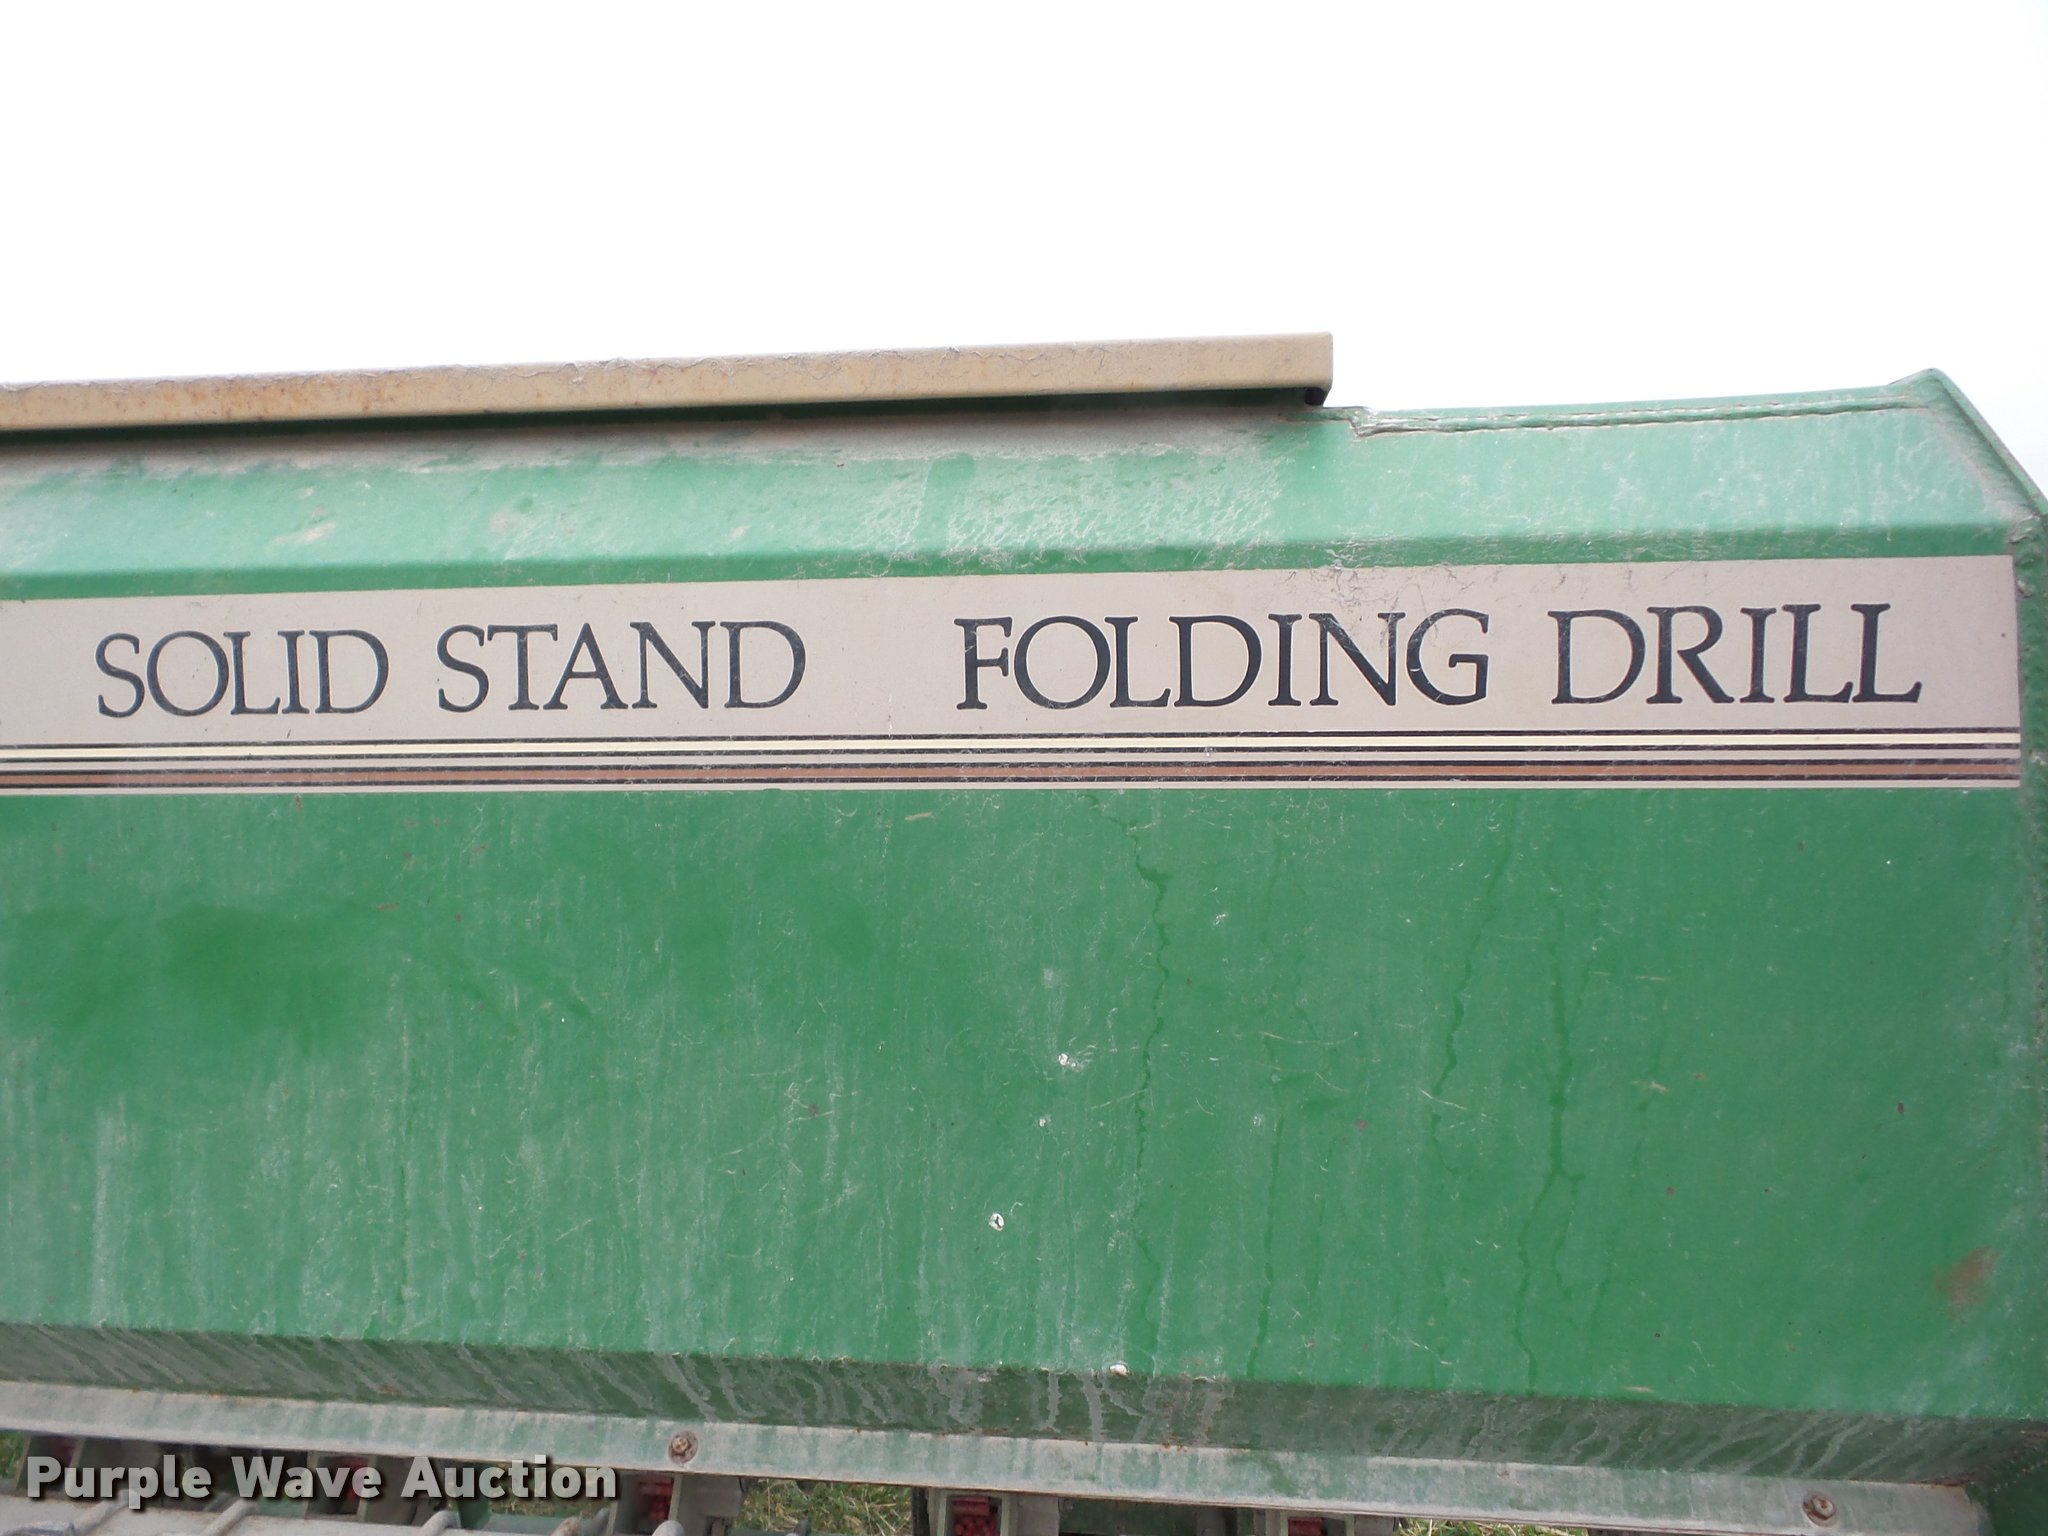 SOLID STAND FOLDING DRILL
Purple Wave Auction